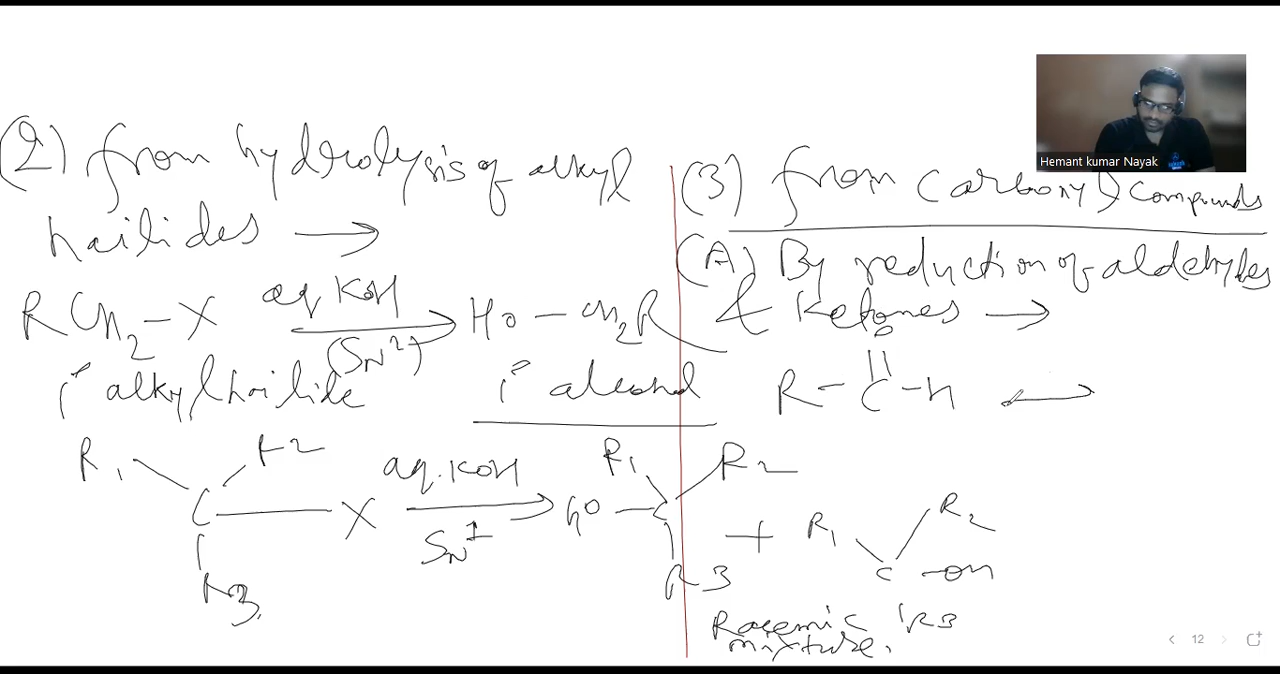 Hemant kumar Nayak
(2) from hydrolysis of alkyl
hailides →
RCH2-X aq KOH (SN2) HO-CH2R
1° alkylhailide 1° alcohol
R1 R2
C X aq. KOH SN1 HO-C
R3
R1 R2
R3
+ R1 R2
C -OH
R3
Racemic
mixture.
(3) from Carbonyl Compounds
(A) By reduction of aldehydes
& Ketones →
O
R-C-H →
12